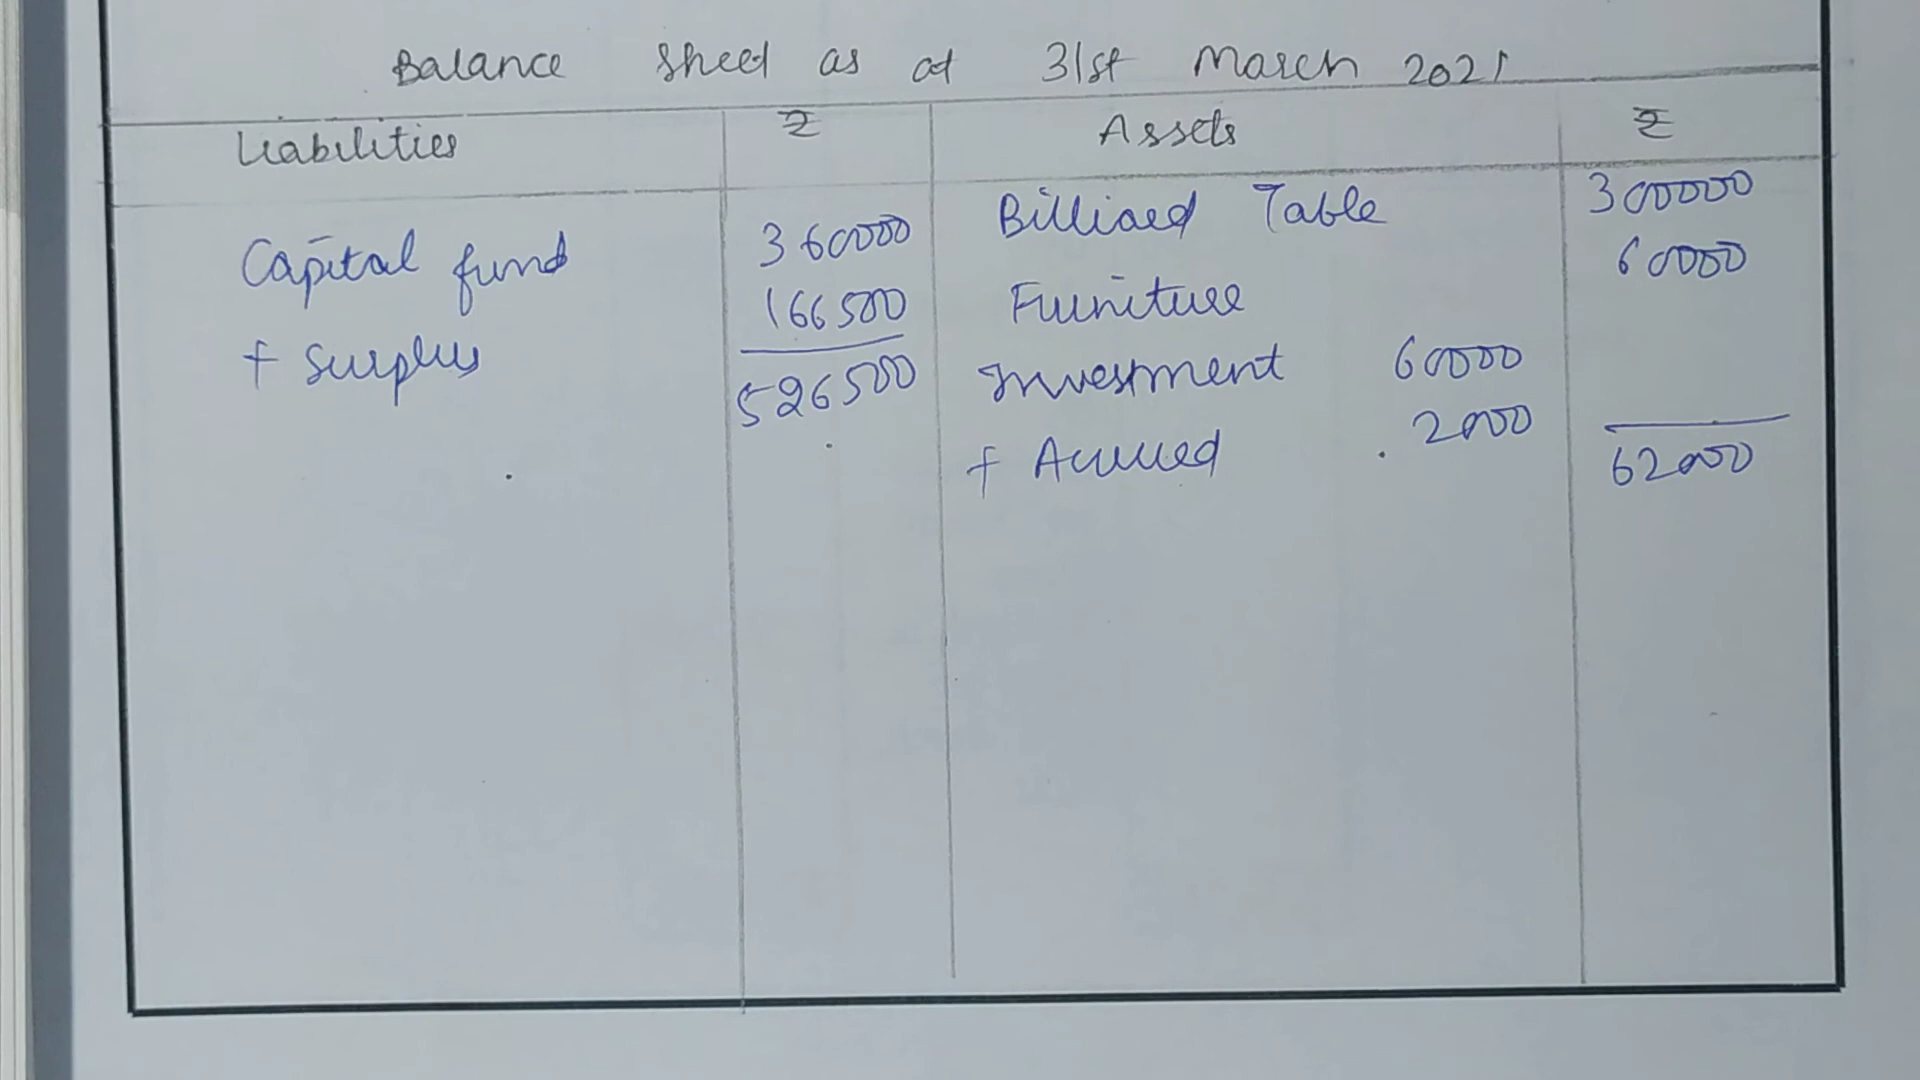 Balance Sheet as at 31st March 2021
Liabilities ₹ Assets ₹
Capital fund 360000 Billiard Table 300000
+ Surplus 166500 Furniture 60000
526500 Investment 60000
+ Accrued 2000 62000